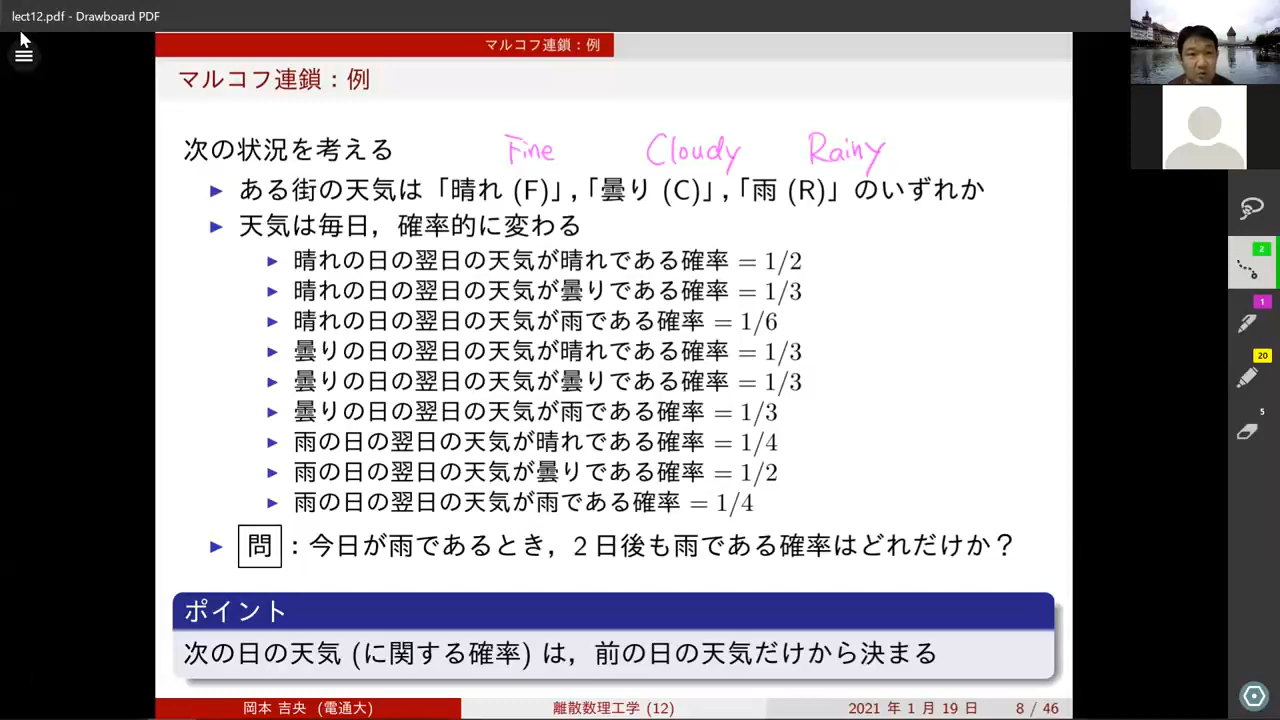 lect12.pdf - Drawboard PDF
マルコフ連鎖：例
マルコフ連鎖：例
次の状況を考える
Fine Cloudy Rainy
▶ ある街の天気は「晴れ (F)」,「曇り (C)」,「雨 (R)」のいずれか
▶ 天気は毎日，確率的に変わる
▶ 晴れの日の翌日の天気が晴れである確率 = 1/2
▶ 晴れの日の翌日の天気が曇りである確率 = 1/3
▶ 晴れの日の翌日の天気が雨である確率 = 1/6
▶ 曇りの日の翌日の天気が晴れである確率 = 1/3
▶ 曇りの日の翌日の天気が曇りである確率 = 1/3
▶ 曇りの日の翌日の天気が雨である確率 = 1/3
▶ 雨の日の翌日の天気が晴れである確率 = 1/4
▶ 雨の日の翌日の天気が曇りである確率 = 1/2
▶ 雨の日の翌日の天気が雨である確率 = 1/4
▶ 問：今日が雨であるとき，2 日後も雨である確率はどれだけか？
ポイント
次の日の天気 (に関する確率) は，前の日の天気だけから決まる
岡本 吉央 (電通大) 離散数理工学 (12) 2021 年 1 月 19 日 8 / 46
2
1
20
5